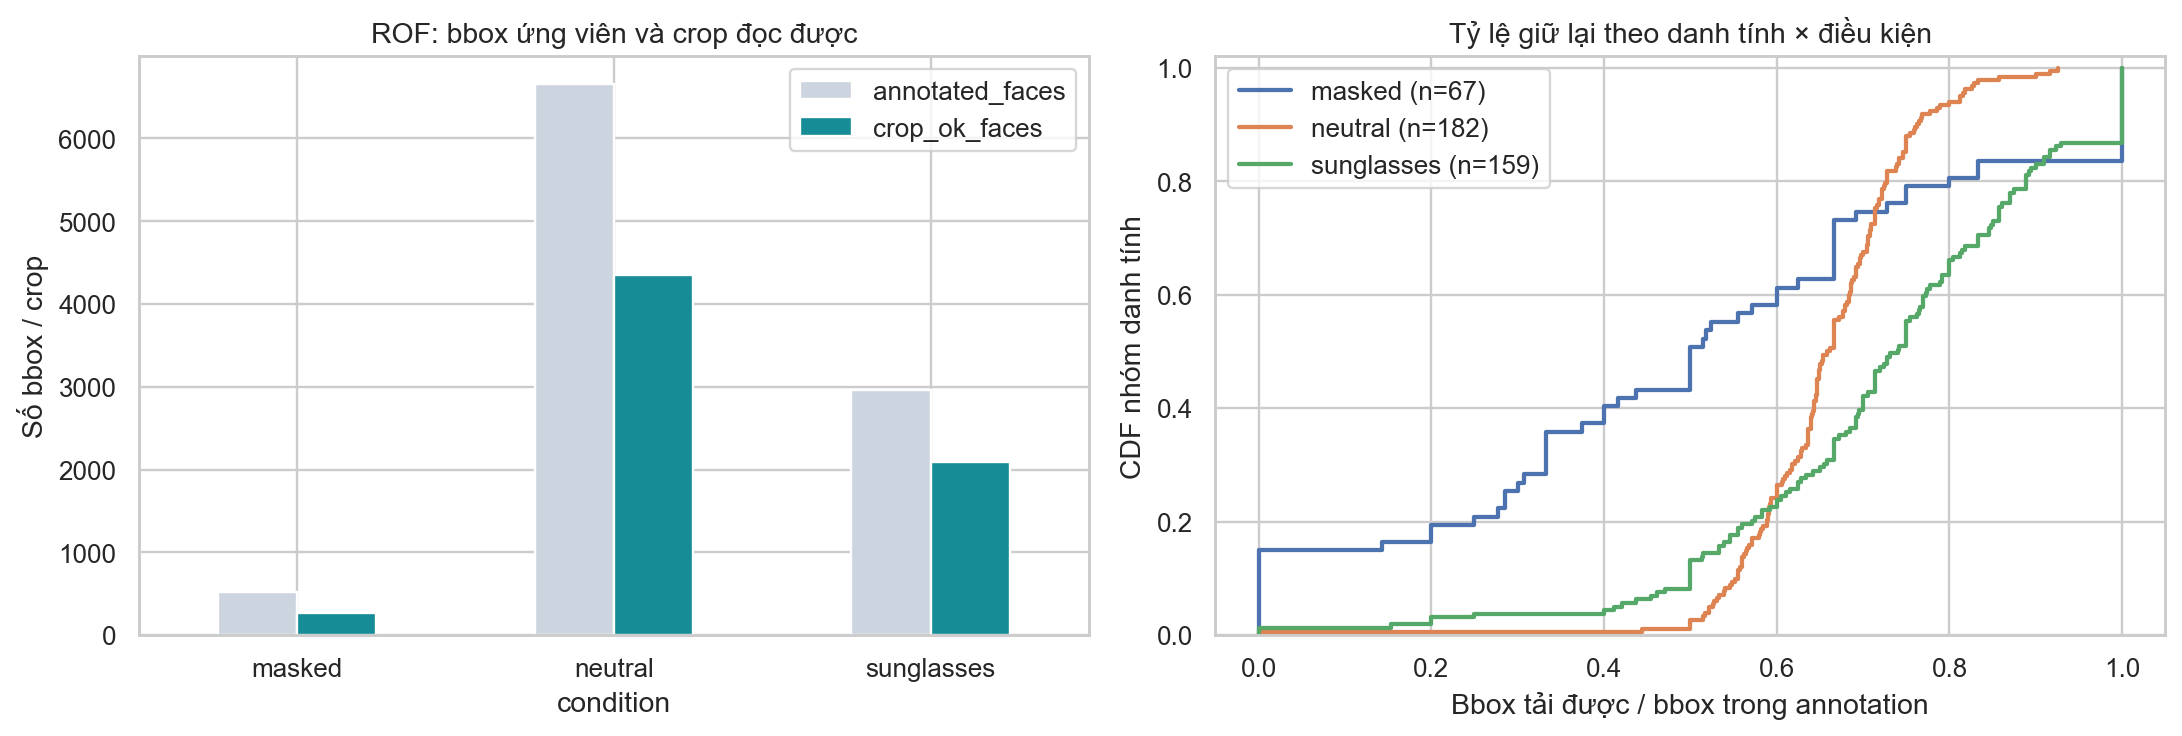 ROF: bbox ứng viên và crop đọc được
annotated_faces
crop_ok_faces
Số bbox / crop
6000
5000
4000
3000
2000
1000
0
masked
neutral
sunglasses
condition
Tỷ lệ giữ lại theo danh tính × điều kiện
masked (n=67)
neutral (n=182)
sunglasses (n=159)
CDF nhóm danh tính
1.0
0.8
0.6
0.4
0.2
0.0
0.0
0.2
0.4
0.6
0.8
1.0
Bbox tải được / bbox trong annotation